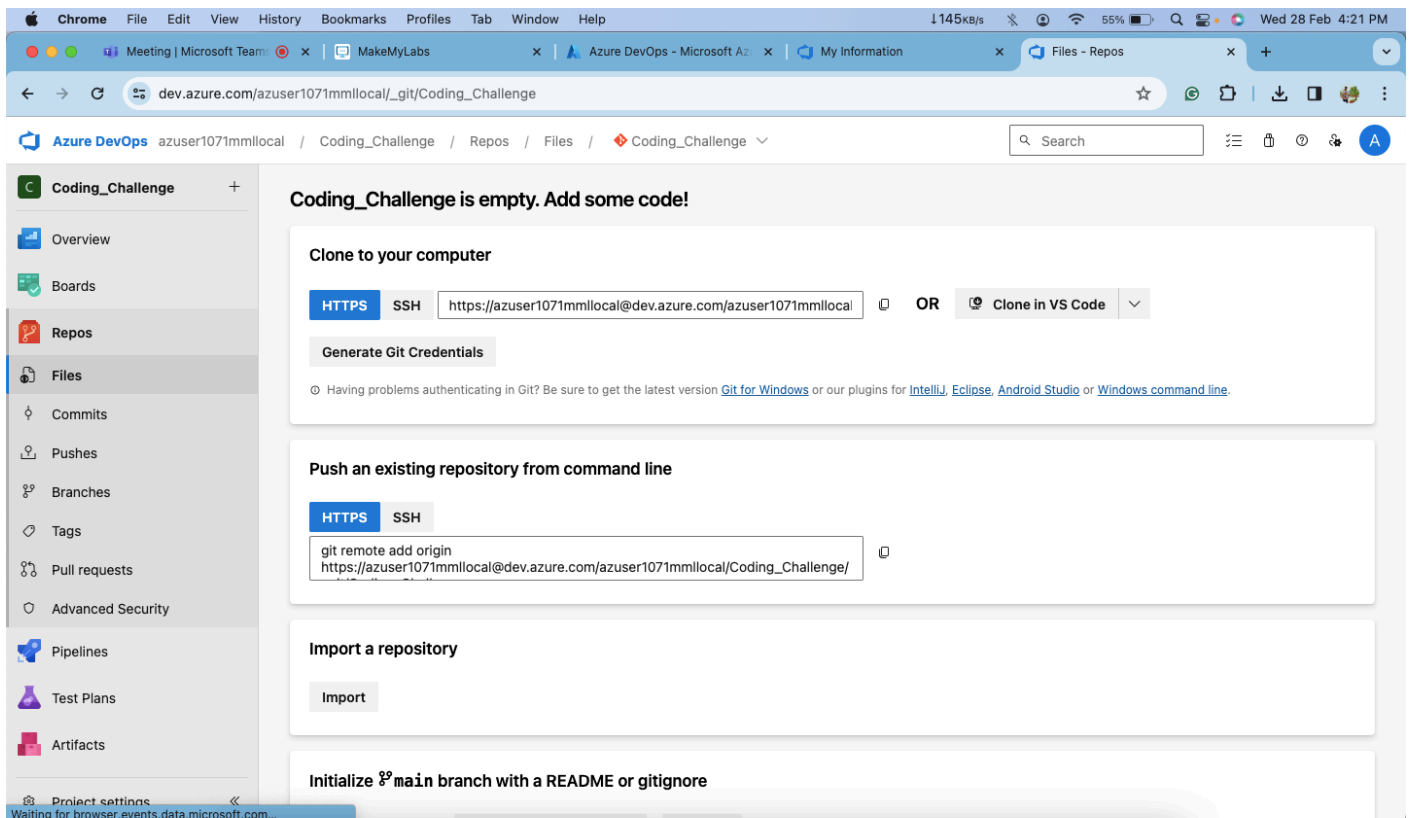 Chrome File Edit View History Bookmarks Profiles Tab Window Help ↓145KB/s 55% Wed 28 Feb 4:21 PM
Meeting | Microsoft Team MakeMyLabs Azure DevOps - Microsoft Az My Information Files - Repos
dev.azure.com/azuser1071mmllocal/_git/Coding_Challenge
Azure DevOps azuser1071mmllocal / Coding_Challenge / Repos / Files / Coding_Challenge Search A
C Coding_Challenge +
Overview
Boards
Repos
Files
Commits
Pushes
Branches
Tags
Pull requests
Advanced Security
Pipelines
Test Plans
Artifacts
Project settings
Waiting for browser.events.data.microsoft.com...
Coding_Challenge is empty. Add some code!
Clone to your computer
HTTPS SSH https://azuser1071mmllocal@dev.azure.com/azuser1071mmllocal OR Clone in VS Code
Generate Git Credentials
Having problems authenticating in Git? Be sure to get the latest version Git for Windows or our plugins for IntelliJ, Eclipse, Android Studio or Windows command line.
Push an existing repository from command line
HTTPS SSH
git remote add origin
https://azuser1071mmllocal@dev.azure.com/azuser1071mmllocal/Coding_Challenge/
Import a repository
Import
Initialize main branch with a README or gitignore